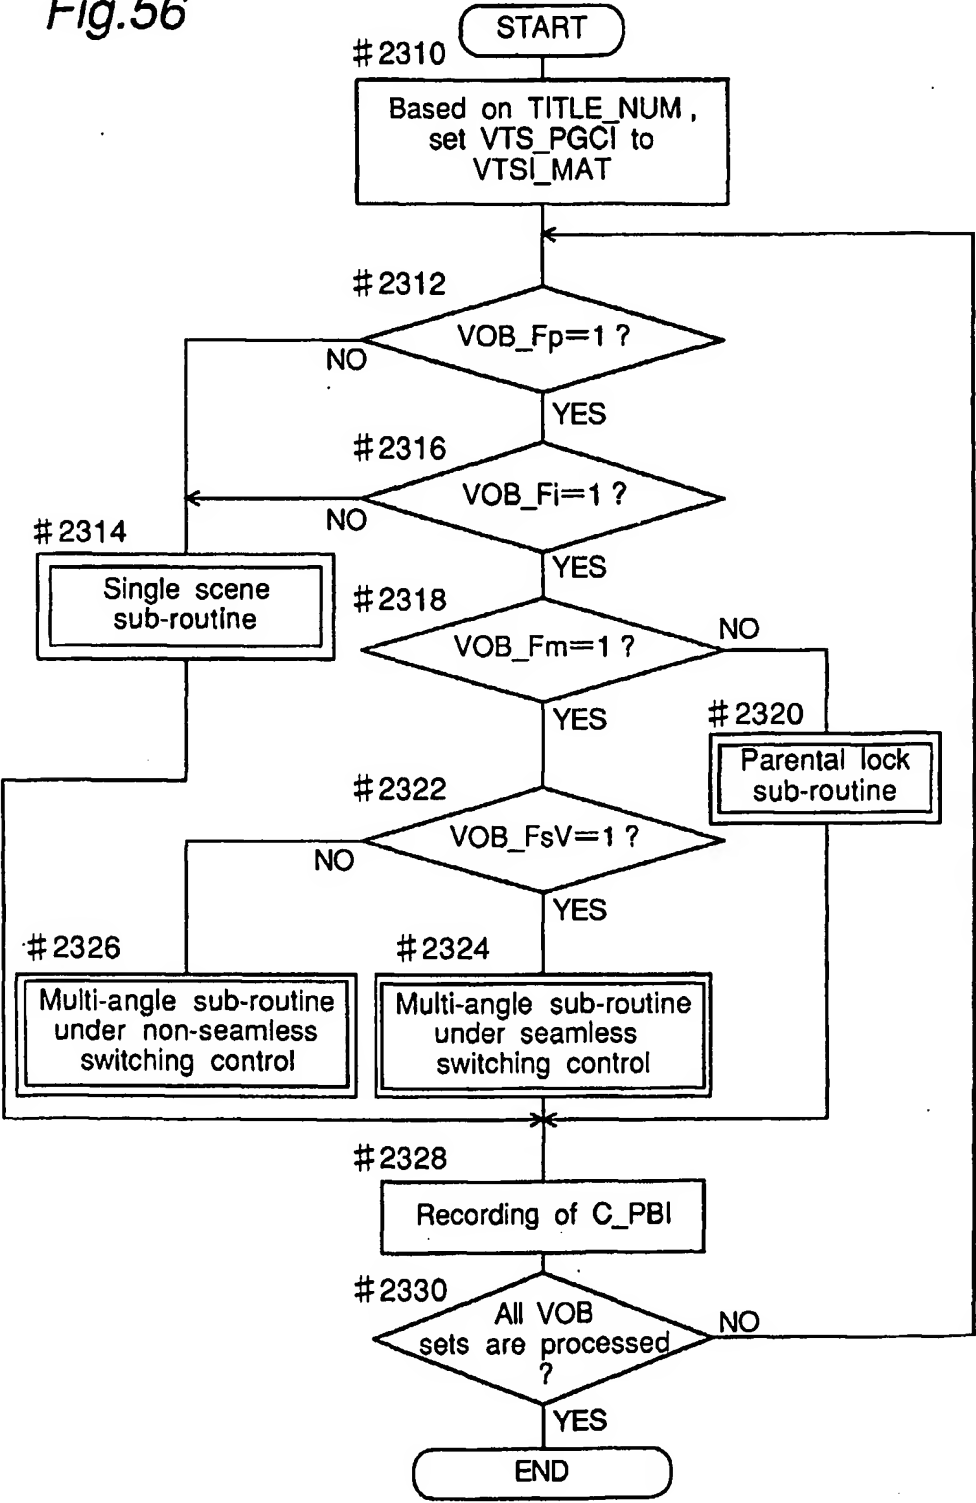 Fig.56
START
#2310
Based on TITLE_NUM,
set VTS_PGCI to
VTSI_MAT
#2312
VOB_Fp=1 ?
NO
YES
#2316
VOB_Fi=1 ?
NO
YES
#2314
Single scene
sub-routine
#2318
VOB_Fm=1 ?
NO
YES
#2320
Parental lock
sub-routine
#2322
VOB_FsV=1 ?
NO
YES
#2326
Multi-angle sub-routine
under non-seamless
switching control
#2324
Multi-angle sub-routine
under seamless
switching control
#2328
Recording of C_PBI
#2330
All VOB
sets are processed
?
NO
YES
END